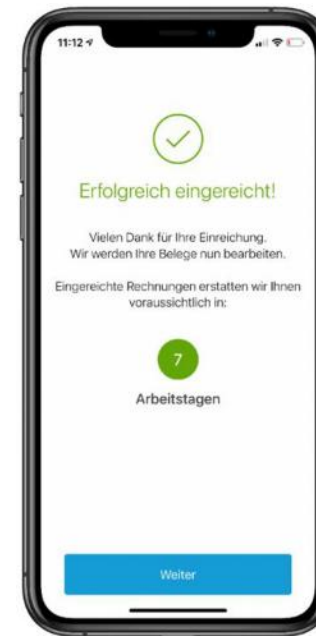 11:12
Erfolgreich eingereicht!
Vielen Dank für Ihre Einreichung.
Wir werden Ihre Belege nun bearbeiten.
Eingereichte Rechnungen erstatten wir Ihnen
voraussichtlich in:
7
Arbeitstagen
Weiter